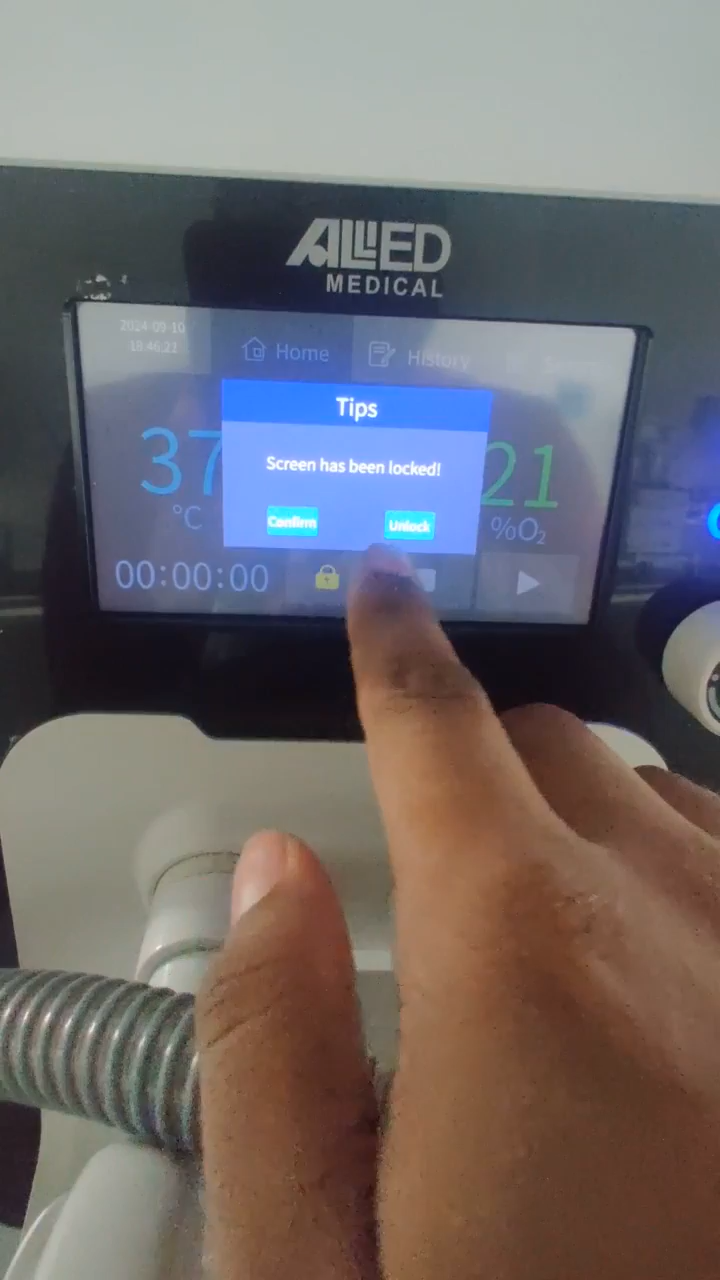 ALLIED
MEDICAL
2024-09-10
18:46:21
Home
History
Tips
37
Screen has been locked!
21
°C
Confirm
Unlock
%O₂
00:00:00